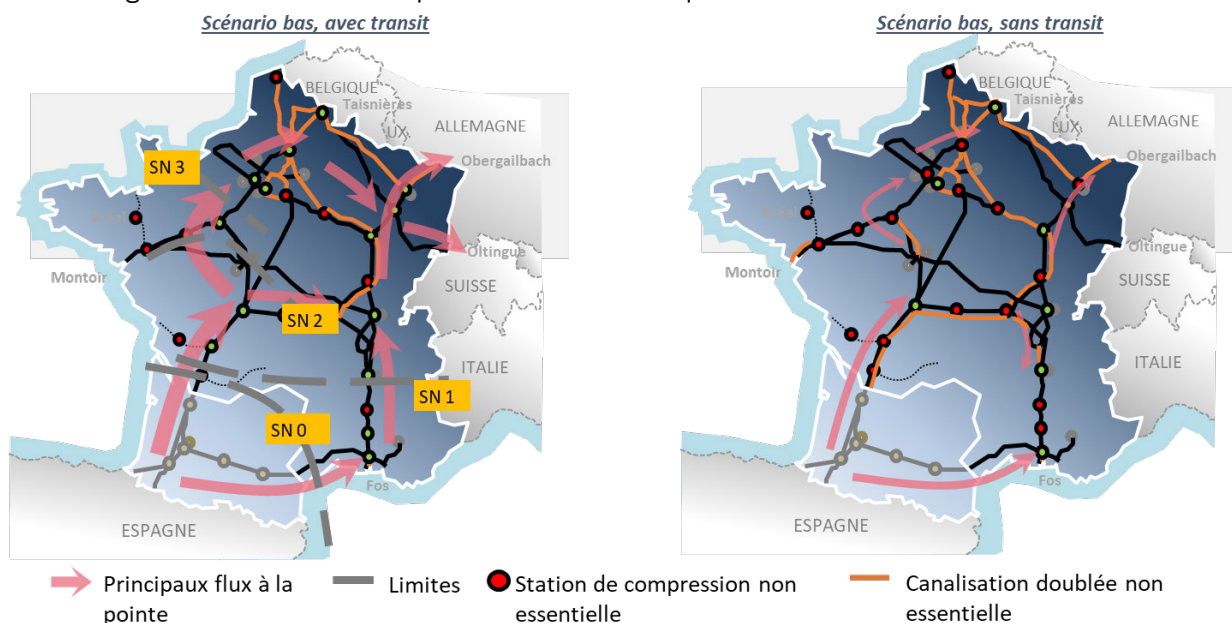 Scénario bas, avec transit
Scénario bas, sans transit
BELGIQUE
Taisnières
UX
ALLEMAGNE
Obergailbach
SN 3
Montoir
Oltingue
SUISSE
SN 2
ITALIE
SN 1
SN 0
Fos
ESPAGNE
BELGIQUE
Taisnières
LUX
ALLEMAGNE
Obergailbach
Montoir
Oltingue
SUISSE
ITALIE
Fos
ESPAGNE
Principaux flux à la
pointe
Limites
Station de compression non
essentielle
Canalisation doublée non
essentielle